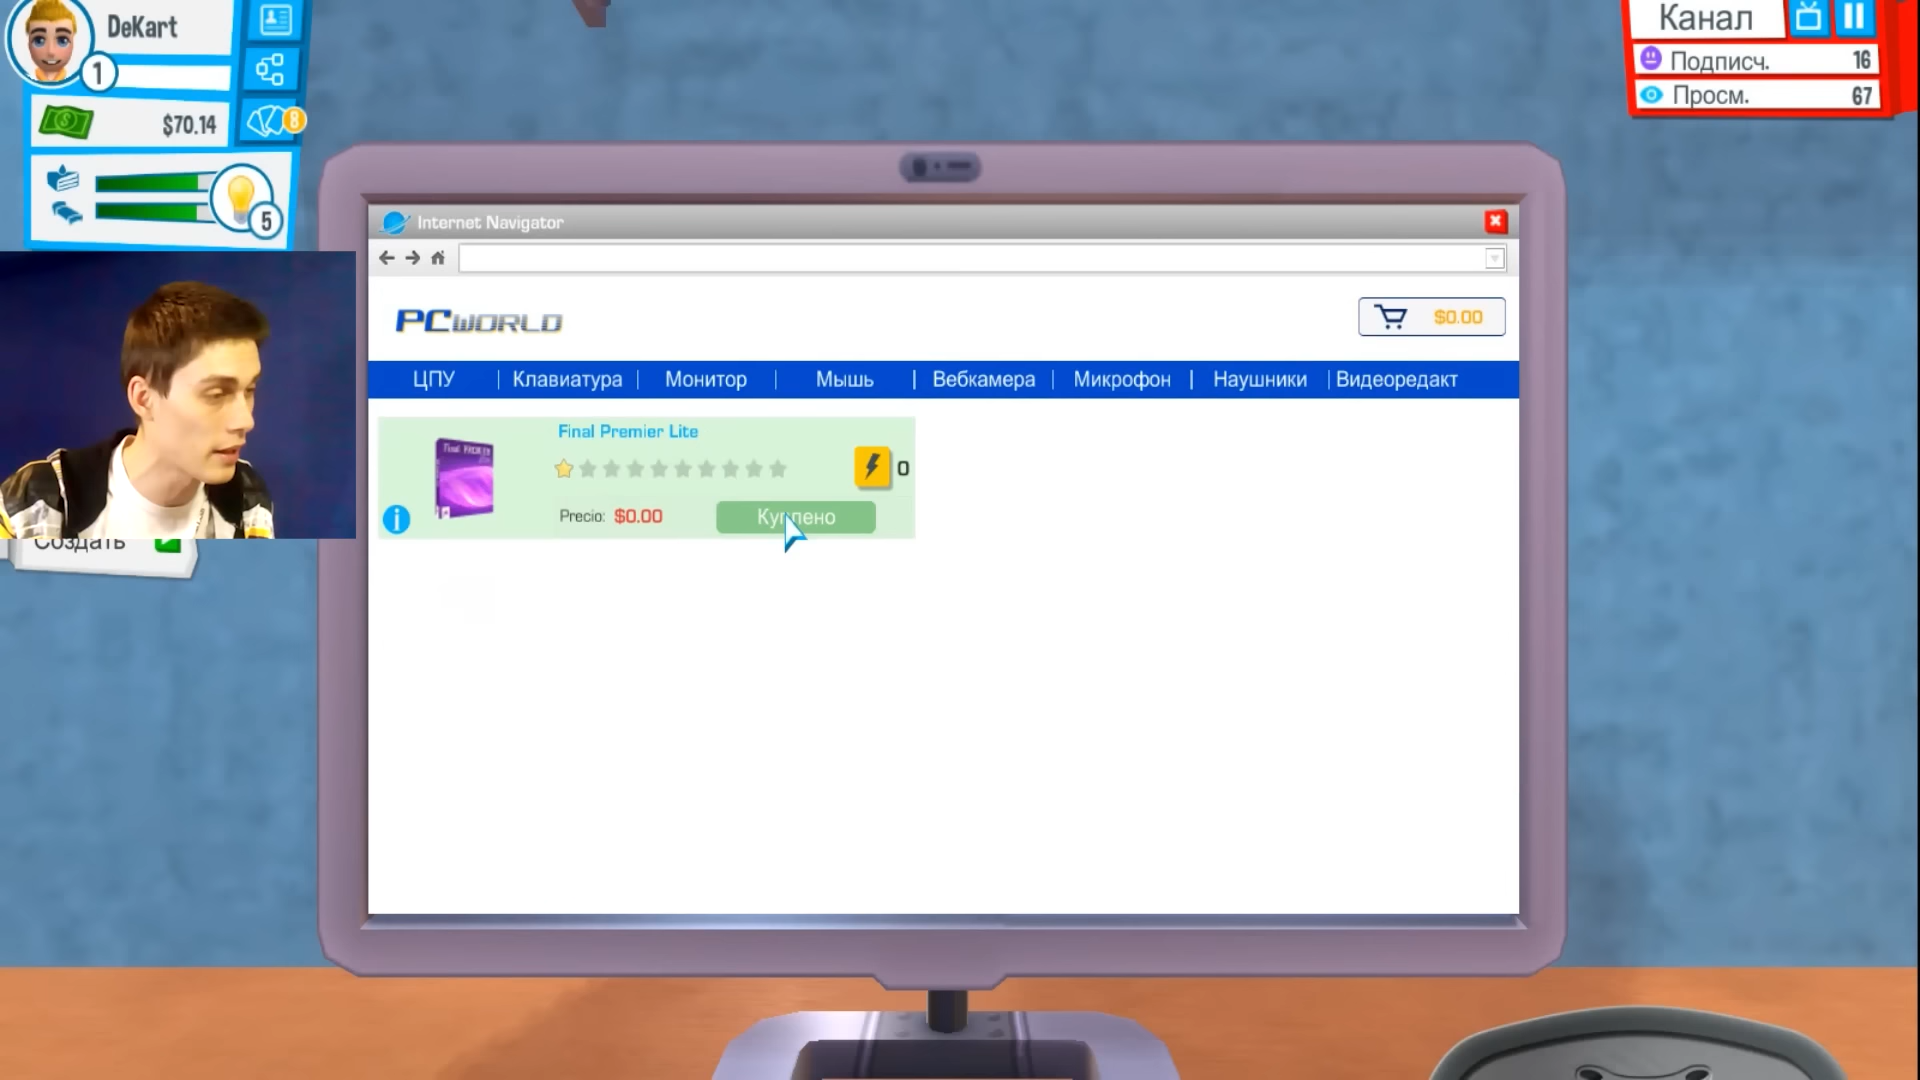 DeKart
1
$70.14
8
5
Канал
Подписч. 16
Просм. 67
Internet Navigator
PCWORLD
$0.00
ЦПУ | Клавиатура | Монитор | Мышь | Вебкамера | Микрофон | Наушники | Видеоредакт
Final Premier Lite
0
Precio: $0.00
Куплено
Создать